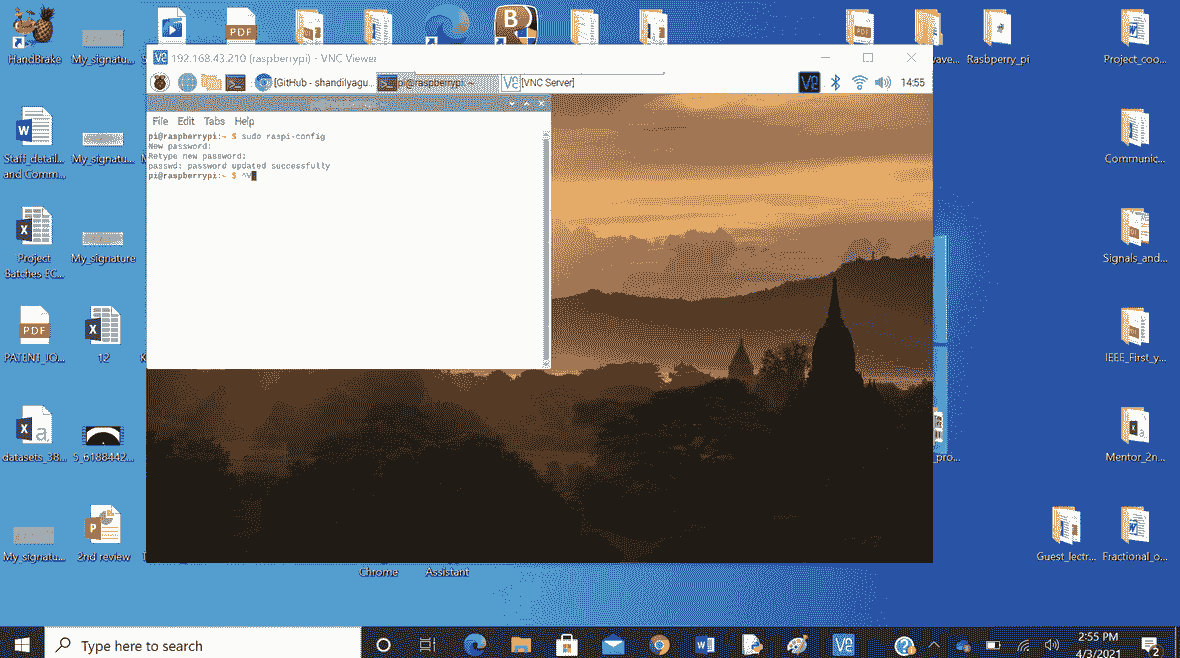 HandBrake
My_signatu...
PDF
B
Rasbperry_pi
Project_coo...
192.168.43.210 (raspberrypi) - VNC Viewer
[GitHub - shandilyagu...
pi@raspberrypi: ~
[VNC Server]
14:55
File Edit Tabs Help
pi@raspberrypi:~ $ sudo raspi-config
New password:
Retype new password:
passwd: password updated successfully
pi@raspberrypi:~ $ ^V
Staff_detail...
and Comm...
My_signatu...
Communic...
Project
Batches EC...
My_signature
Signals_and...
PDF
PATENT_JO...
12
IEEE_First_y...
datasets_38...
S_6188442...
_pro...
Mentor_2n...
My_signatu...
2nd review
Chrome
Assistant
Guest_lectr...
Fractional_o...
Type here to search
2:55 PM
4/3/2021
2